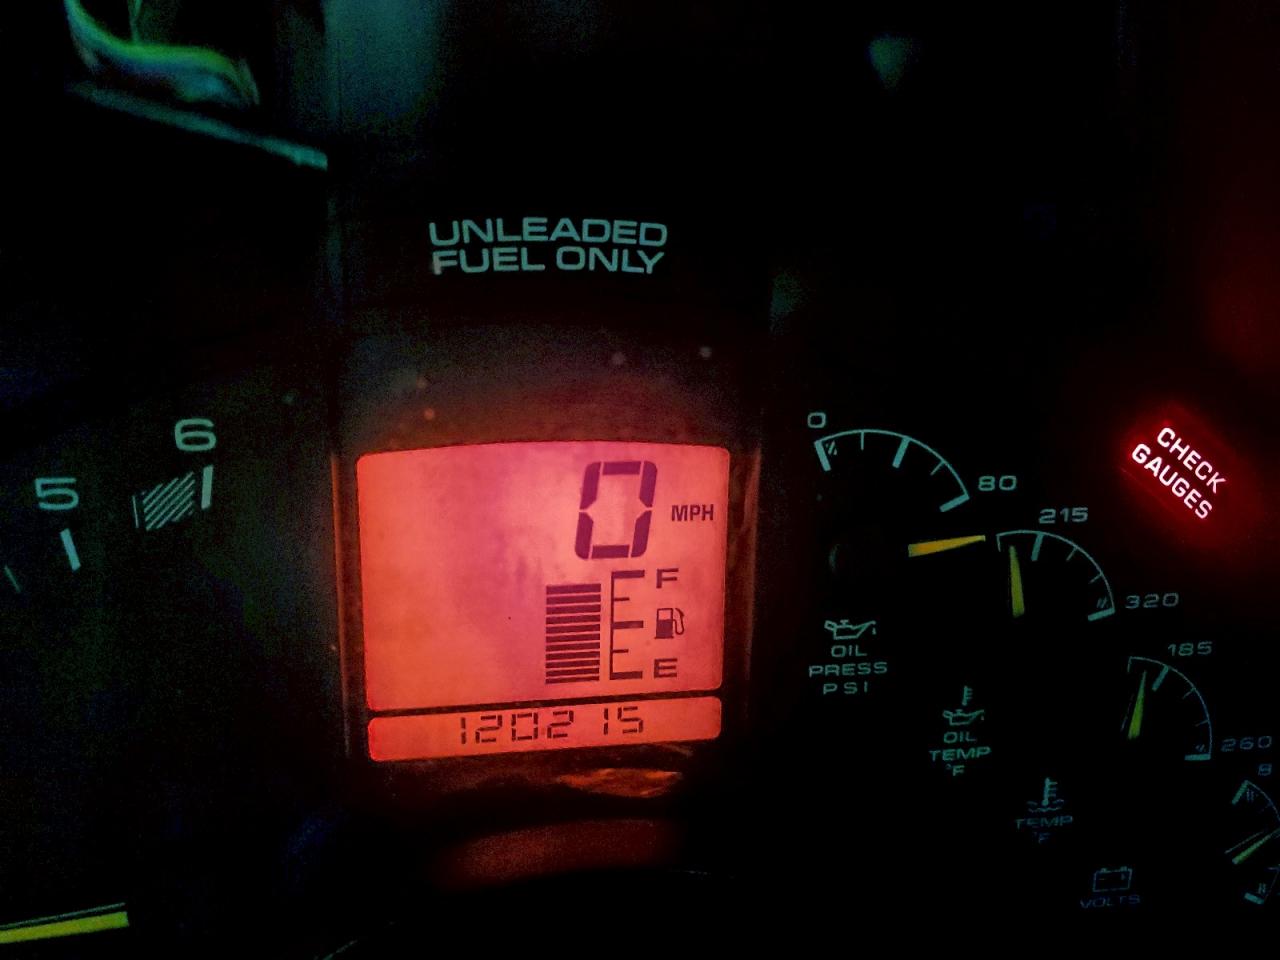 UNLEADED
FUEL ONLY
5
6
0
MPH
F
E
120215
0
80
OIL
PRESS
PSI
215
320
OIL
TEMP
°F
185
260
TEMP
°F
8
VOLTS
CHECK
GAUGES